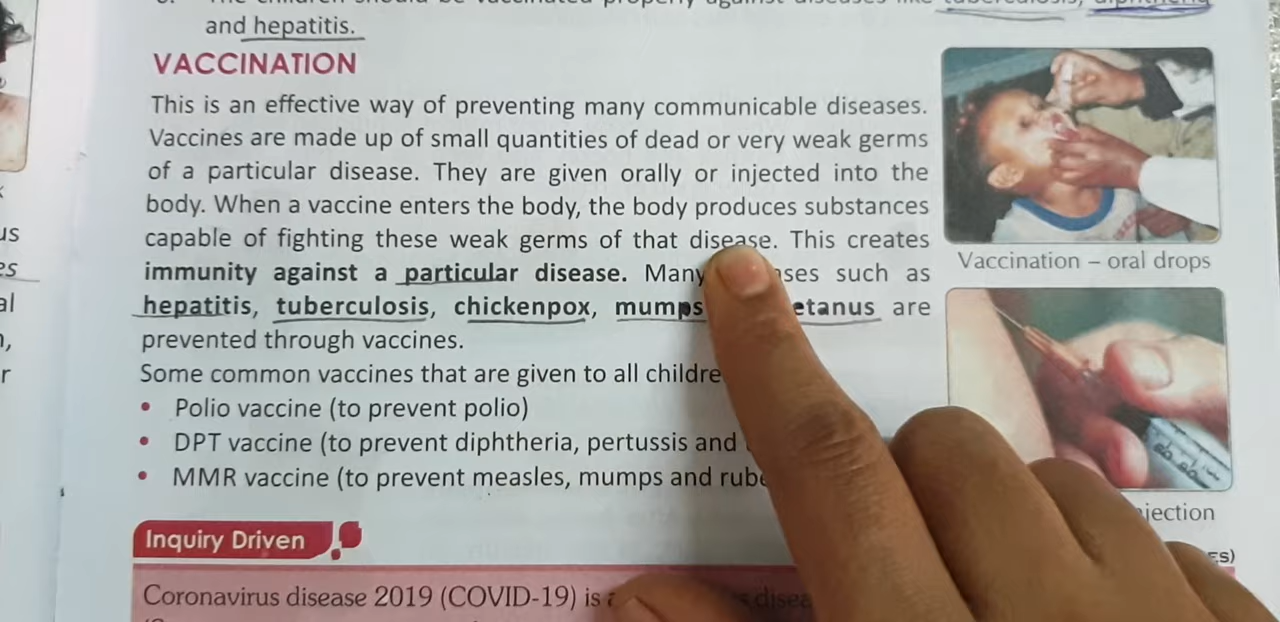 and hepatitis.
VACCINATION
This is an effective way of preventing many communicable diseases.
Vaccines are made up of small quantities of dead or very weak germs
of a particular disease. They are given orally or injected into the
body. When a vaccine enters the body, the body produces substances
capable of fighting these weak germs of that disease. This creates
immunity against a particular disease. Many such as
hepatitis, tuberculosis, chickenpox, mumps are
prevented through vaccines.
Some common vaccines that are given to all
• Polio vaccine (to prevent polio)
• DPT vaccine (to prevent diphtheria, pertussis and
• MMR vaccine (to prevent measles, mumps and
Vaccination – oral drops
Inquiry Driven
Coronavirus disease 2019 (COVID-19) is